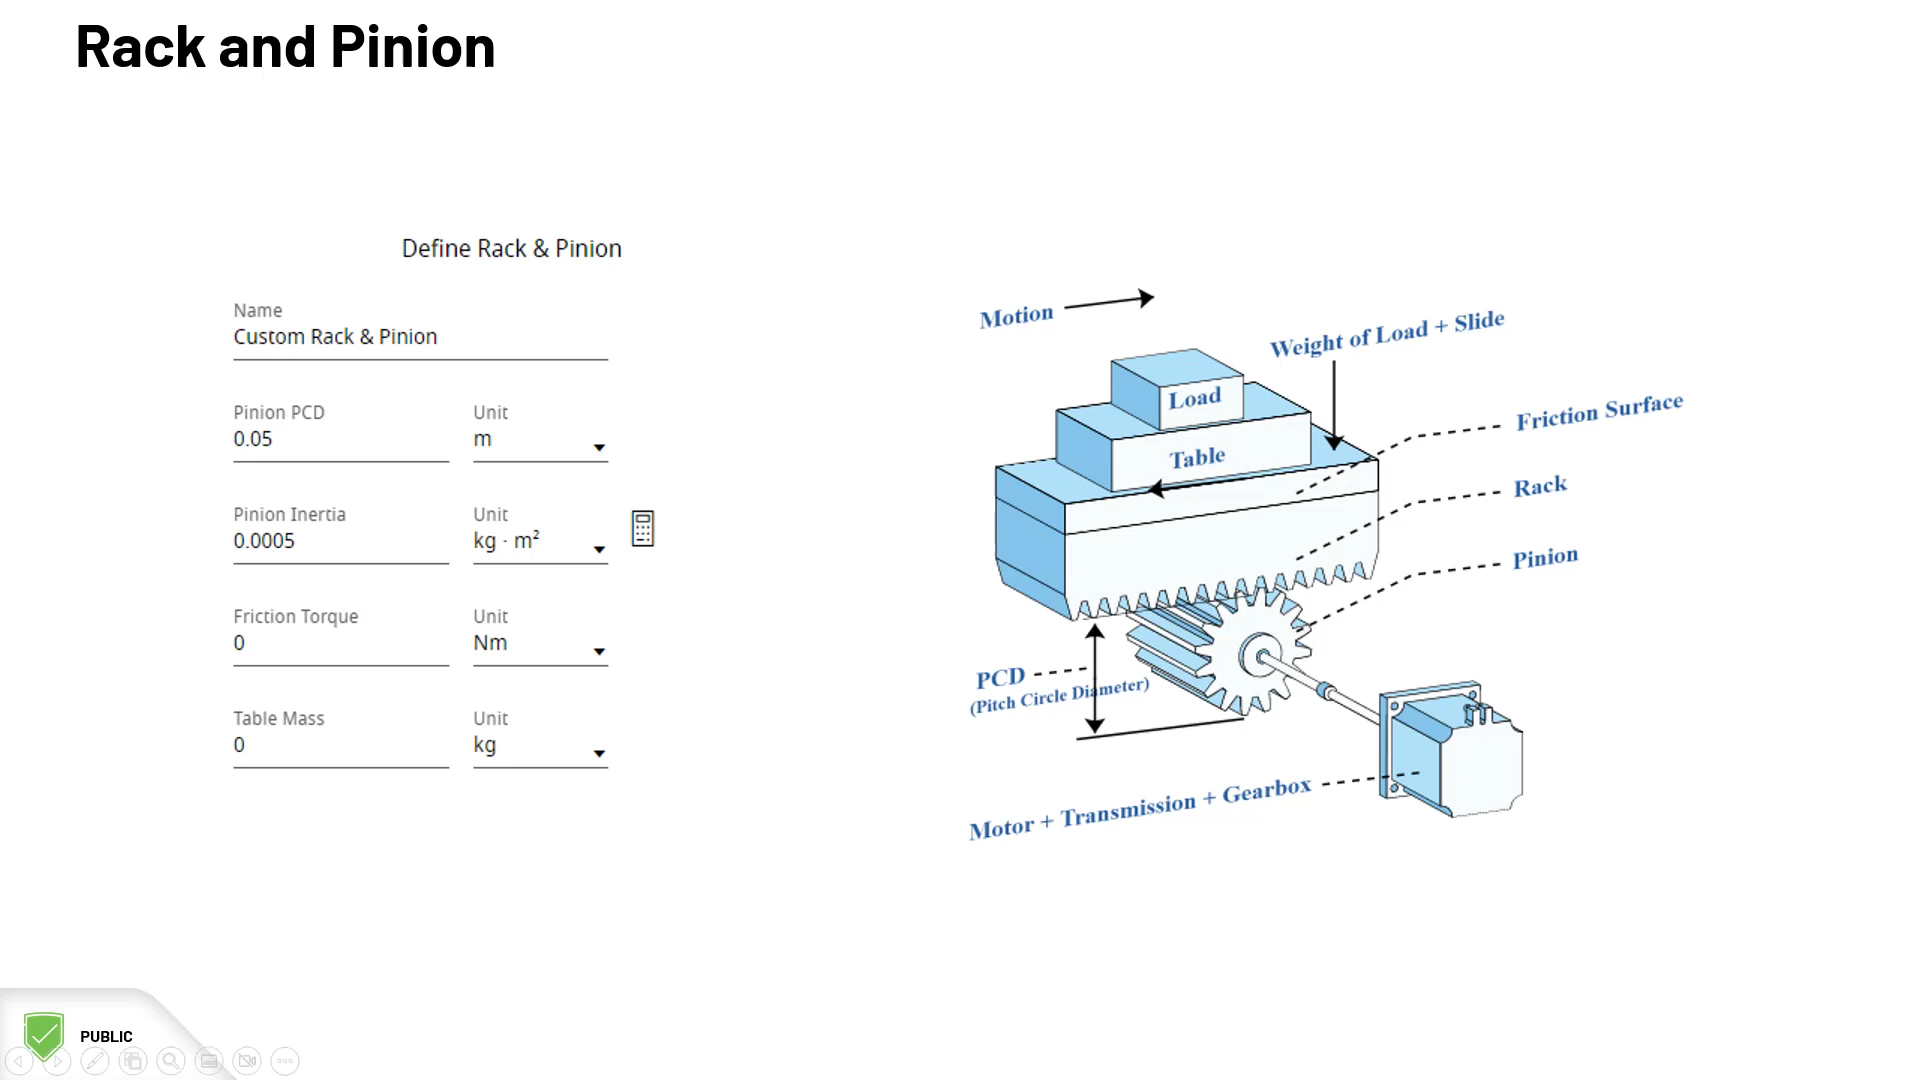 Rack and Pinion
Define Rack & Pinion
Name
Custom Rack & Pinion
Pinion PCD
Unit
0.05
m
Pinion Inertia
Unit
0.0005
kg · m²
Friction Torque
Unit
0
Nm
Table Mass
Unit
0
kg
Motion
Weight of Load + Slide
Load
Friction Surface
Table
Rack
Pinion
PCD
(Pitch Circle Diameter)
Motor + Transmission + Gearbox
PUBLIC